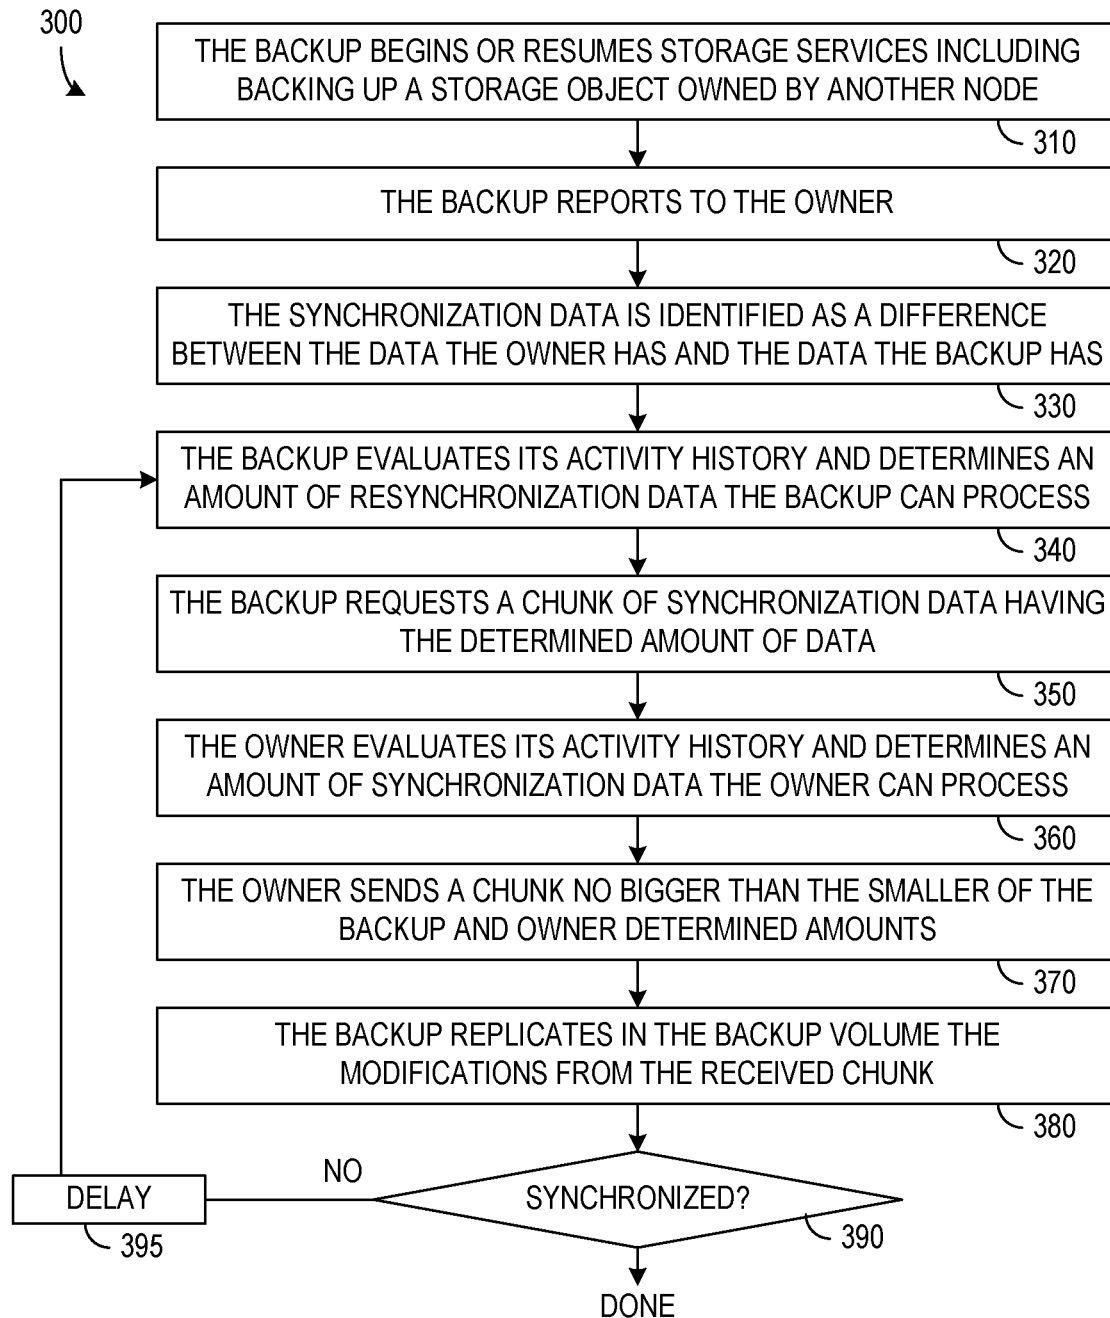 300
THE BACKUP BEGINS OR RESUMES STORAGE SERVICES INCLUDING
BACKING UP A STORAGE OBJECT OWNED BY ANOTHER NODE
310
THE BACKUP REPORTS TO THE OWNER
320
THE SYNCHRONIZATION DATA IS IDENTIFIED AS A DIFFERENCE
BETWEEN THE DATA THE OWNER HAS AND THE DATA THE BACKUP HAS
330
THE BACKUP EVALUATES ITS ACTIVITY HISTORY AND DETERMINES AN
AMOUNT OF RESYNCHRONIZATION DATA THE BACKUP CAN PROCESS
340
THE BACKUP REQUESTS A CHUNK OF SYNCHRONIZATION DATA HAVING
THE DETERMINED AMOUNT OF DATA
350
THE OWNER EVALUATES ITS ACTIVITY HISTORY AND DETERMINES AN
AMOUNT OF SYNCHRONIZATION DATA THE OWNER CAN PROCESS
360
THE OWNER SENDS A CHUNK NO BIGGER THAN THE SMALLER OF THE
BACKUP AND OWNER DETERMINED AMOUNTS
370
THE BACKUP REPLICATES IN THE BACKUP VOLUME THE
MODIFICATIONS FROM THE RECEIVED CHUNK
380
NO
DELAY
SYNCHRONIZED?
395
390
DONE